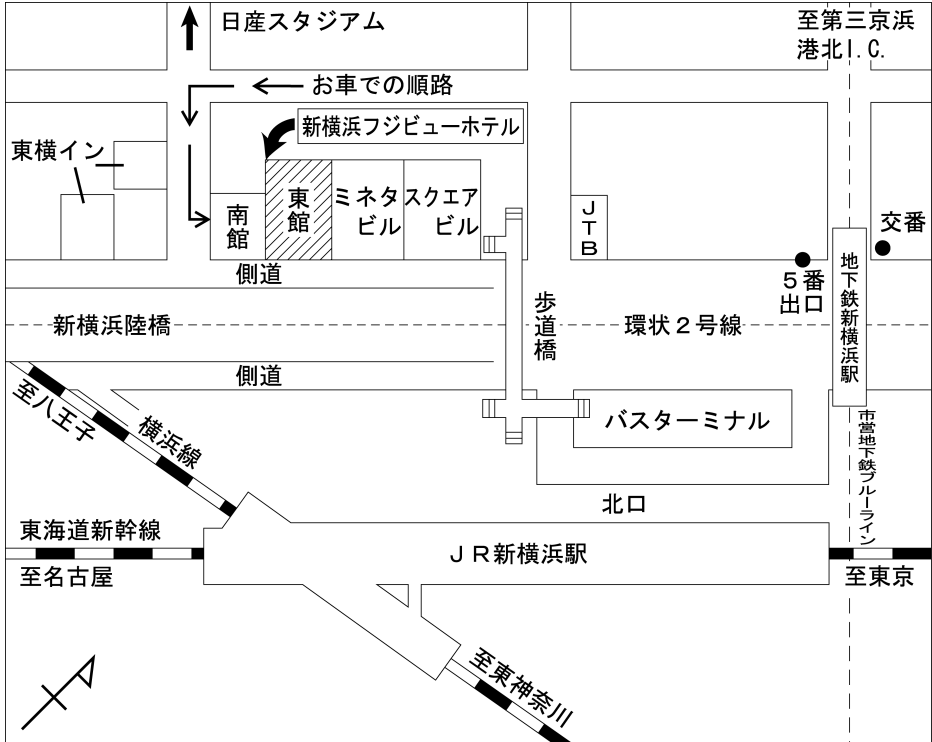 日産スタジアム
至第三京浜
港北I.C.
お車での順路
新横浜フジビューホテル
東横イン
南館
東館
ミネタ
ビル
スクエア
ビル
JTB
交番
5番
出口
地下鉄新横浜駅
側道
新横浜陸橋
歩道橋
環状2号線
側道
至八王子
横浜線
バスターミナル
市営地下鉄ブルーライン
北口
東海道新幹線
至名古屋
JR新横浜駅
至東京
至東神奈川